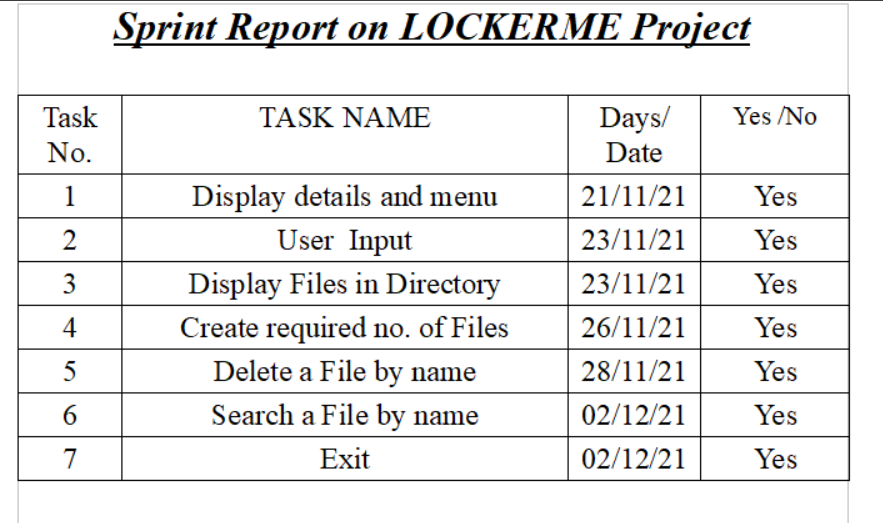 Sprint Report on LOCKERME Project
Task No. TASK NAME Days/ Date Yes /No
1 Display details and menu 21/11/21 Yes
2 User Input 23/11/21 Yes
3 Display Files in Directory 23/11/21 Yes
4 Create required no. of Files 26/11/21 Yes
5 Delete a File by name 28/11/21 Yes
6 Search a File by name 02/12/21 Yes
7 Exit 02/12/21 Yes